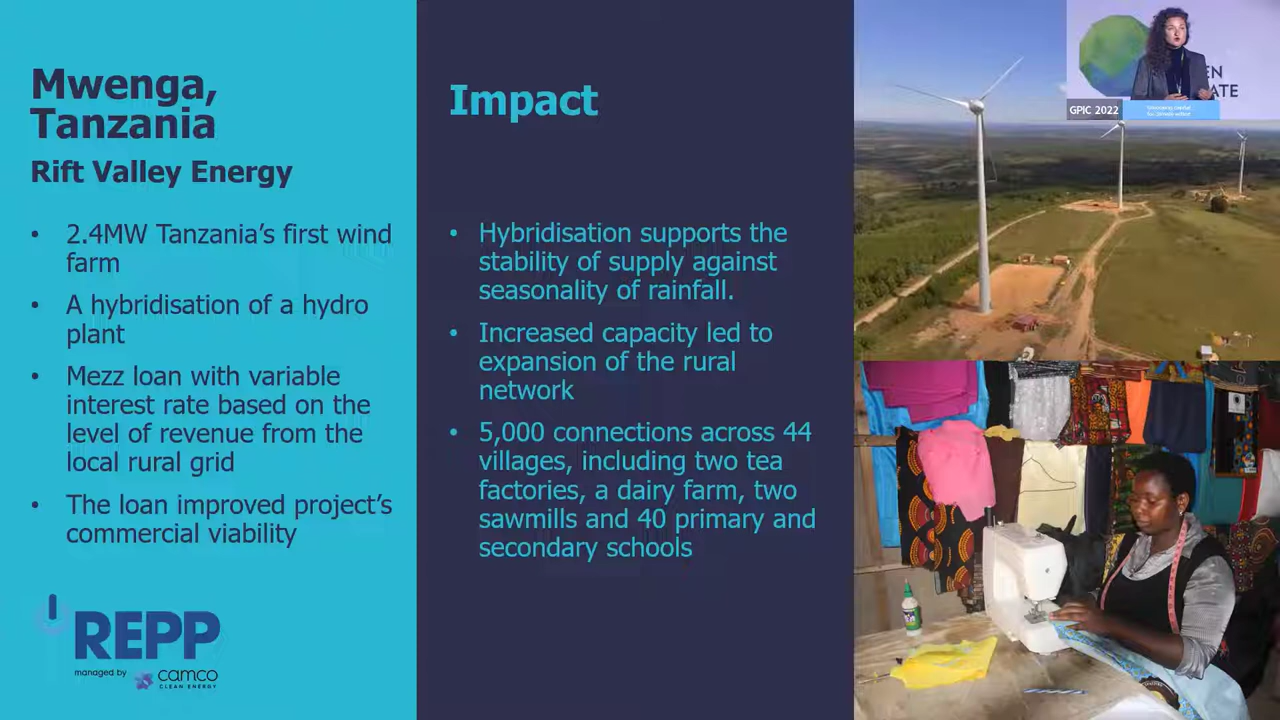 Mwenga,
Tanzania
Rift Valley Energy
• 2.4MW Tanzania’s first wind
farm
• A hybridisation of a hydro
plant
• Mezz loan with variable
interest rate based on the
level of revenue from the
local rural grid
• The loan improved project’s
commercial viability
REPP
managed by
camco
CLEAN ENERGY
Impact
• Hybridisation supports the
stability of supply against
seasonality of rainfall.
• Increased capacity led to
expansion of the rural
network
• 5,000 connections across 44
villages, including two tea
factories, a dairy farm, two
sawmills and 40 primary and
secondary schools
EN
ATE
GPIC 2022